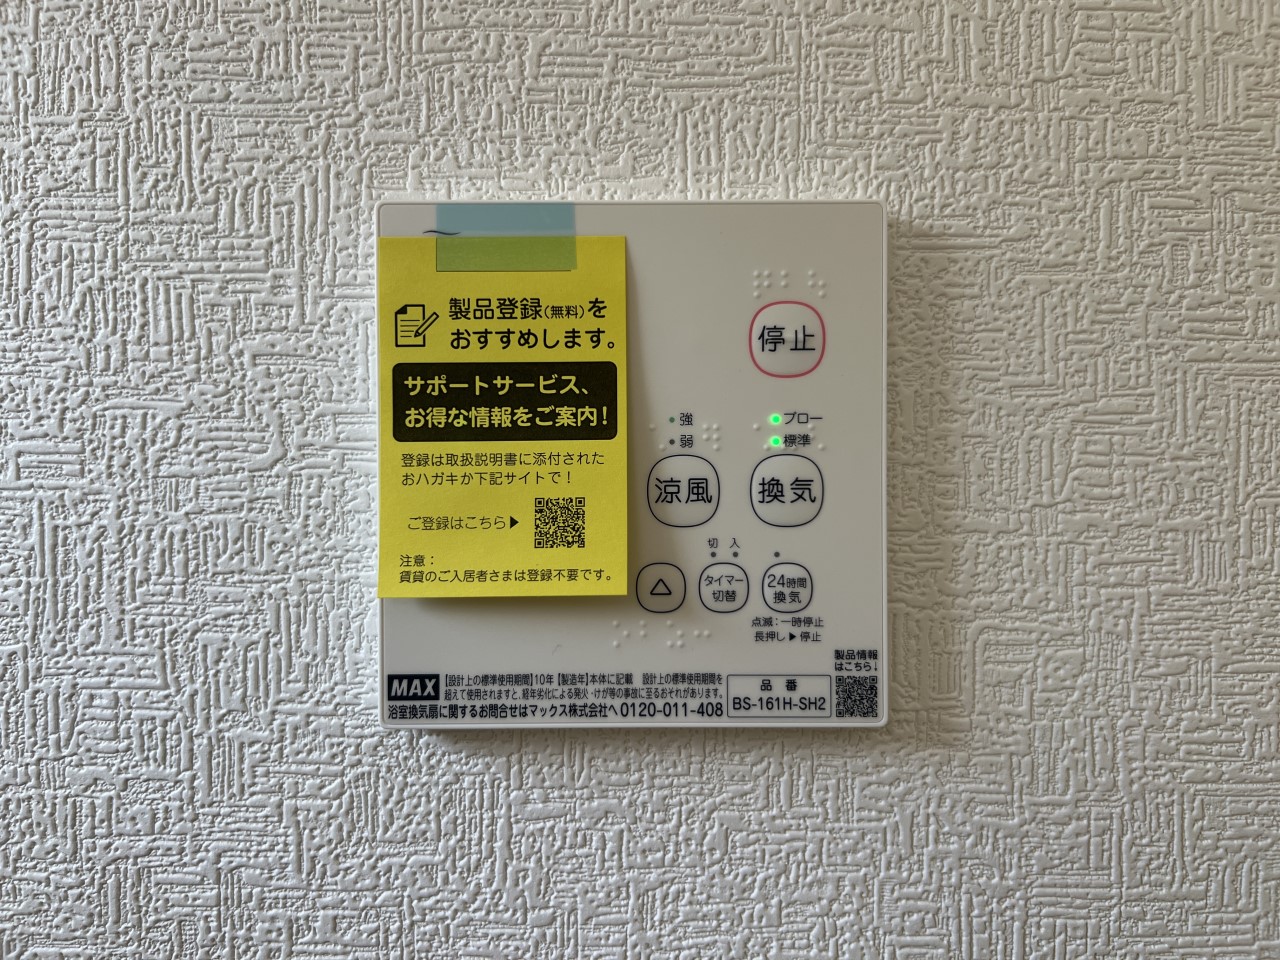 製品登録(無料)を
おすすめします。
サポートサービス、
お得な情報をご案内!
登録は取扱説明書に添付された
おハガキか下記サイトで!
ご登録はこちら▶
注意:
賃貸のご入居者さまは登録不要です。
停止
強
弱
涼風
ブロー
標準
換気
切 入
△
タイマー
切替
24時間
換気
点滅:一時停止
長押し▶停止
製品情報
はこちら↓
MAX
【設計上の標準使用期間】10年【製造年】本体に記載 設計上の標準使用期間を
超えて使用されますと、経年劣化による発火・けが等の事故に至るおそれがあります。
浴室換気扇に関するお問合せはマックス株式会社へ 0120-011-408
品 番
BS-161H-SH2